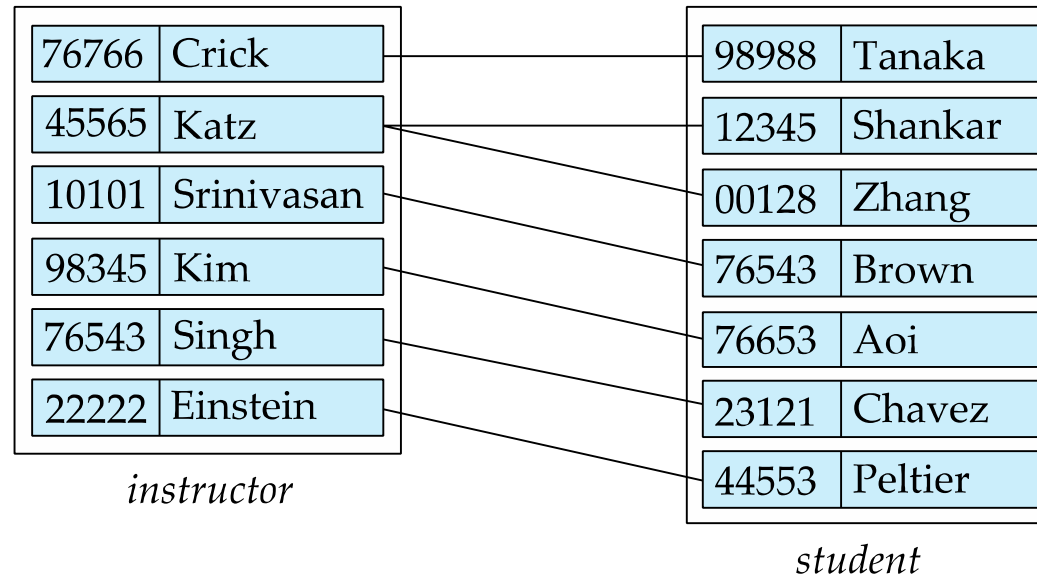 76766 Crick
45565 Katz
10101 Srinivasan
98345 Kim
76543 Singh
22222 Einstein
instructor
98988 Tanaka
12345 Shankar
00128 Zhang
76543 Brown
76653 Aoi
23121 Chavez
44553 Peltier
student